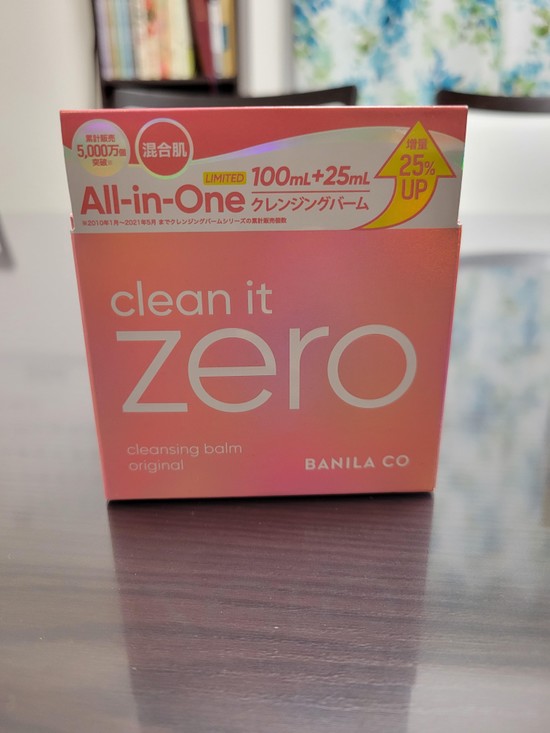 累計販売
5,000万個
突破※
混合肌
増量
25%
UP
LIMITED
100mL+25mL
All-in-One
クレンジングバーム
※2010年1月〜2021年5月 までクレンジングバームシリーズの累計販売個数
clean it
zero
cleansing balm
original
BANILA CO